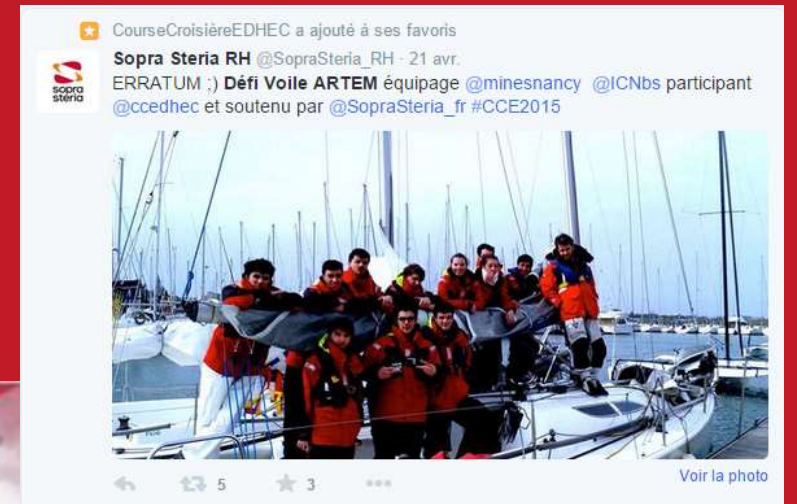 CourseCroisièreEDHEC a ajouté à ses favoris
Sopra Steria RH @SopraSteria_RH · 21 avr.
sopra
steria
ERRATUM ;) Défi Voile ARTEM équipage @minesnancy @ICNbs participant
@ccedhec et soutenu par @SopraSteria_fr #CCE2015
5 3
Voir la photo